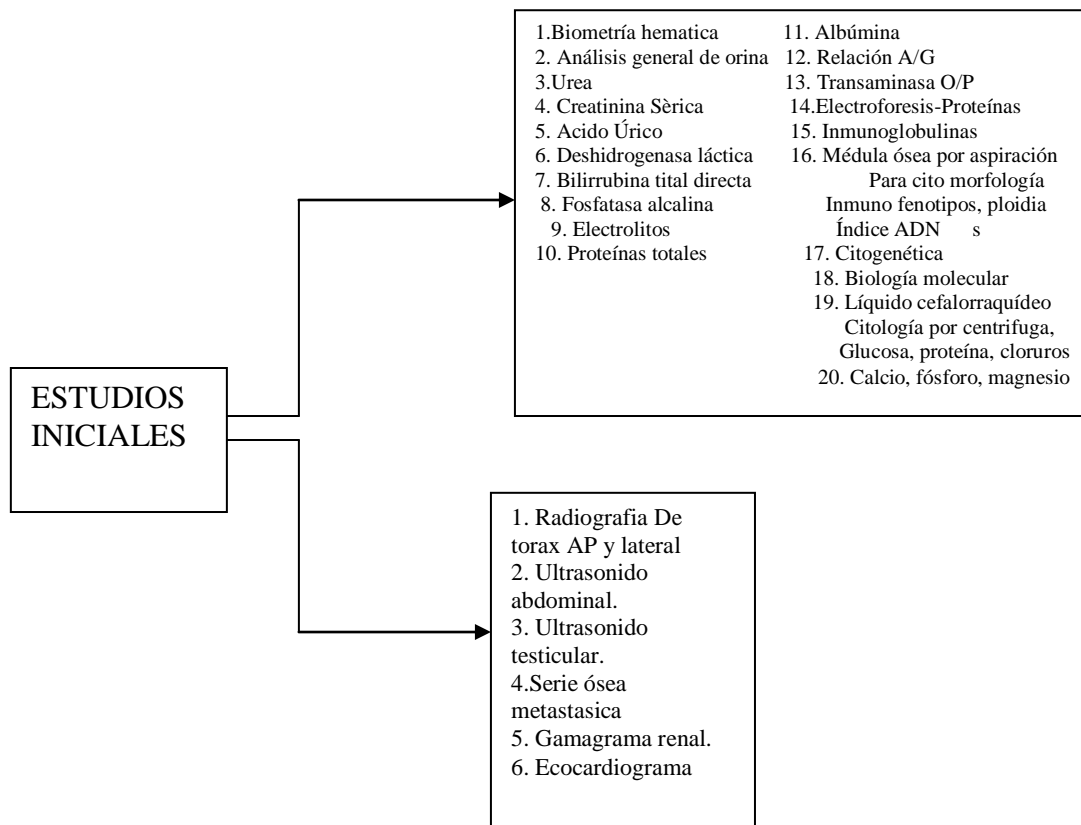 1.Biometría hematica
2. Análisis general de orina
3.Urea
4. Creatinina Sèrica
5. Acido Úrico
6. Deshidrogenasa láctica
7. Bilirrubina tital directa
8. Fosfatasa alcalina
9. Electrolitos
10. Proteínas totales
11. Albúmina
12. Relación A/G
13. Transaminasa O/P
14.Electroforesis-Proteínas
15. Inmunoglobulinas
16. Médula ósea por aspiración
Para cito morfología
Inmuno fenotipos, ploidia
Índice ADN s
17. Citogenética
18. Biología molecular
19. Líquido cefalorraquídeo
Citología por centrifuga,
Glucosa, proteína, cloruros
20. Calcio, fósforo, magnesio
ESTUDIOS
INICIALES
1. Radiografia De
torax AP y lateral
2. Ultrasonido
abdominal.
3. Ultrasonido
testicular.
4.Serie ósea
metastasica
5. Gamagrama renal.
6. Ecocardiograma